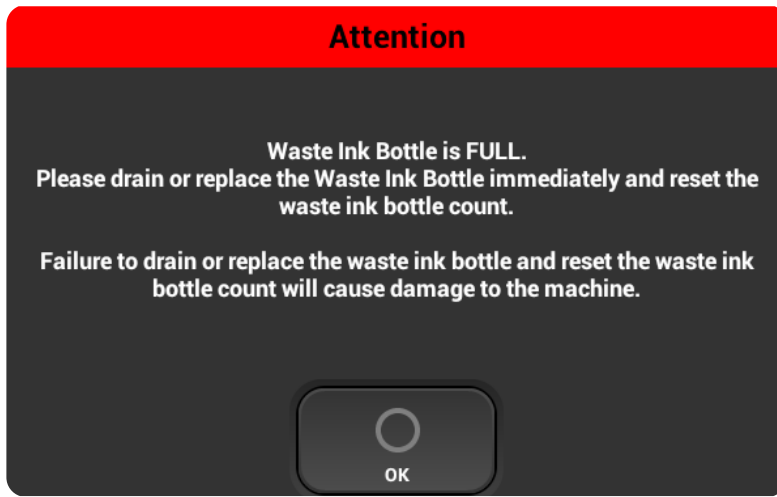 Attention
Waste Ink Bottle is FULL.
Please drain or replace the Waste Ink Bottle immediately and reset the
waste ink bottle count.
Failure to drain or replace the waste ink bottle and reset the waste ink
bottle count will cause damage to the machine.
OK